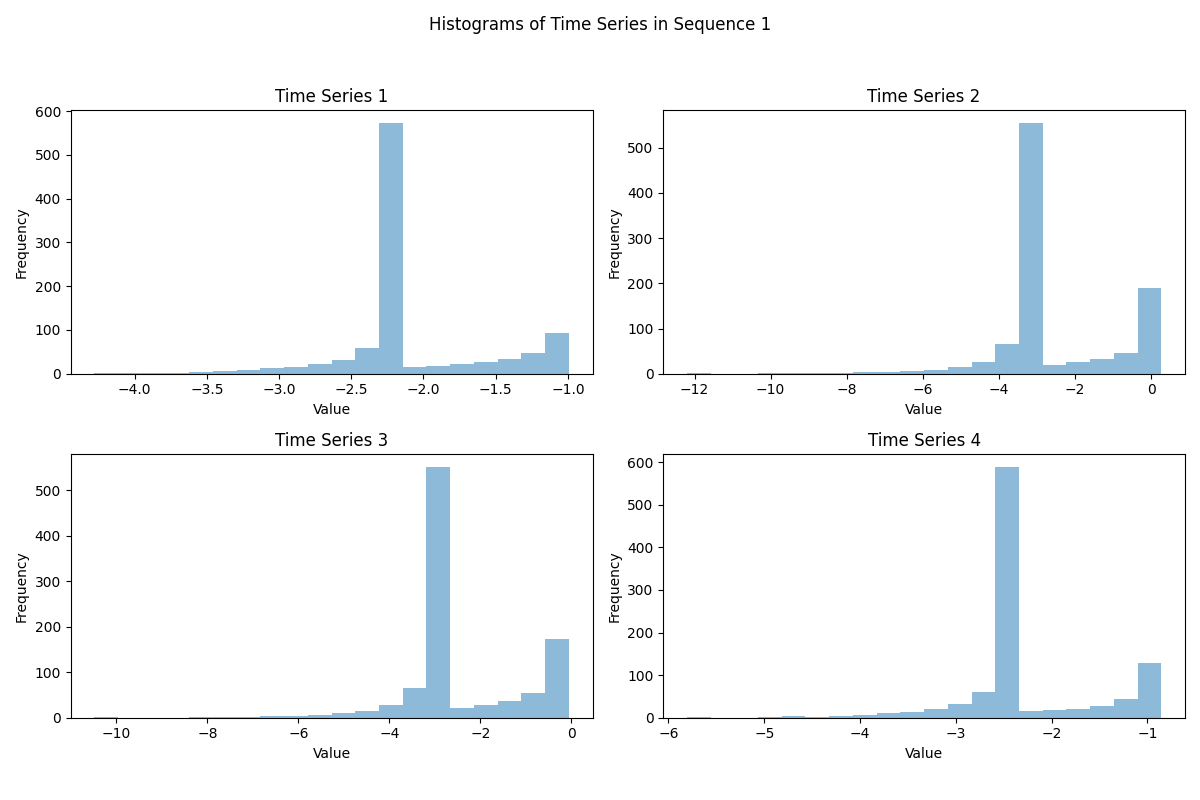 Histograms of Time Series in Sequence 1
Time Series 1
600
500
400
300
200
100
0
Frequency
−4.0 −3.5 −3.0 −2.5 −2.0 −1.5 −1.0
Value
Time Series 2
500
400
300
200
100
0
Frequency
−12 −10 −8 −6 −4 −2 0
Value
Time Series 3
500
400
300
200
100
0
Frequency
−10 −8 −6 −4 −2 0
Value
Time Series 4
600
500
400
300
200
100
0
Frequency
−6 −5 −4 −3 −2 −1
Value